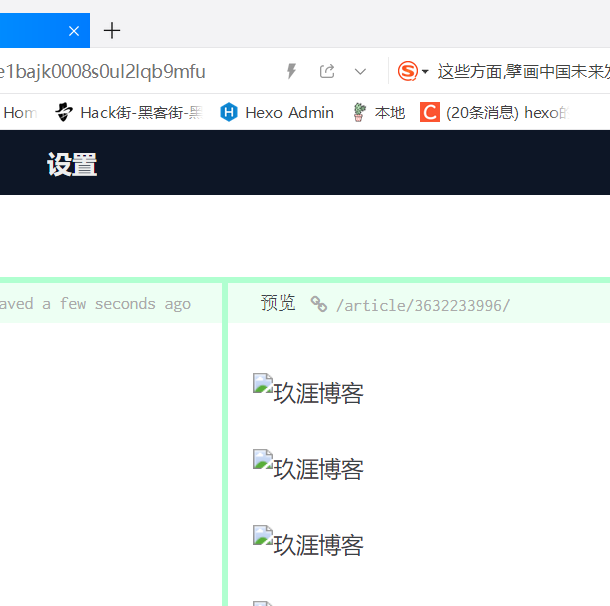 e1bajk0008s0ul2lqb9mfu
这些方面,擘画中国未来发
Hom
Hack街-黑客街-黑
Hexo Admin
本地
(20条消息) hexo的
设置
aved a few seconds ago
预览 /article/3632233996/
玖涯博客
玖涯博客
玖涯博客